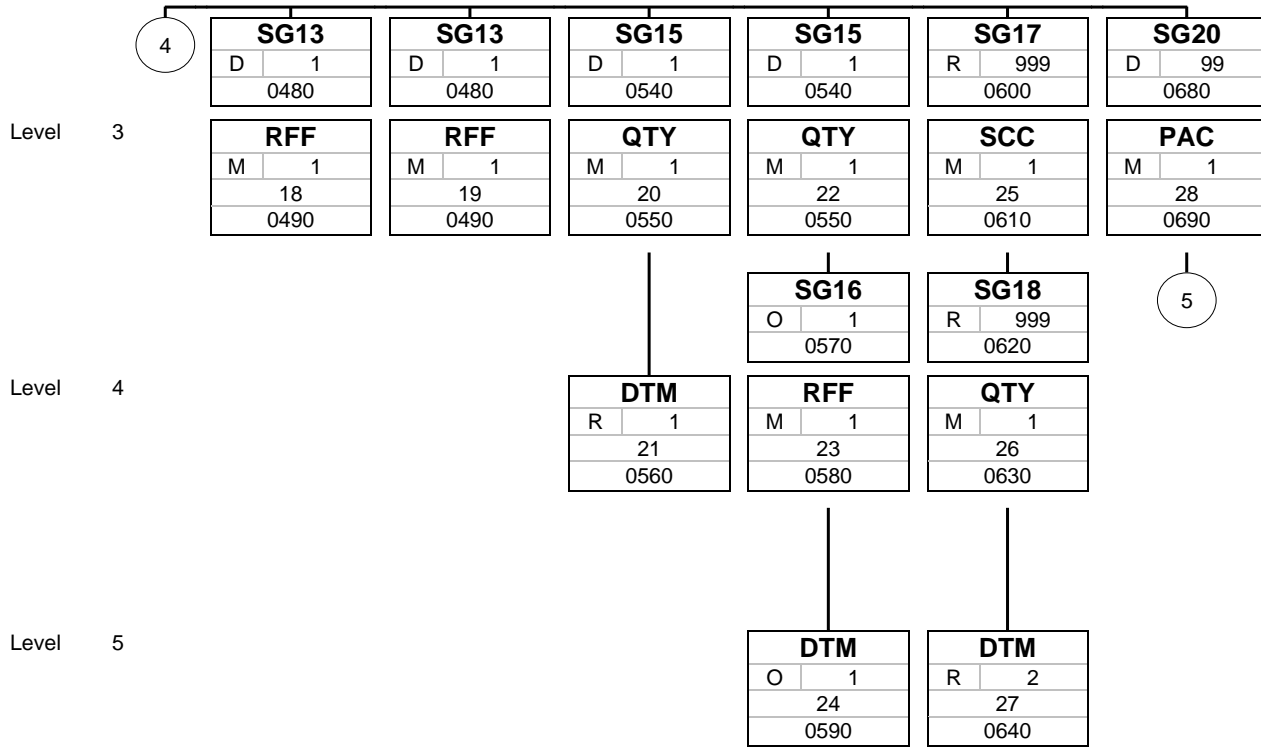 4 SG13 SG13 SG15 SG15 SG17 SG20
D 1 D 1 D 1 D 1 R 999 D 99
0480 0480 0540 0540 0600 0680
Level 3 RFF RFF QTY QTY SCC PAC
M 1 M 1 M 1 M 1 M 1 M 1
18 19 20 22 25 28
0490 0490 0550 0550 0610 0690
SG16 SG18 5
O 1 R 999
0570 0620
Level 4 DTM RFF QTY
R 1 M 1 M 1
21 23 26
0560 0580 0630
Level 5 DTM DTM
O 1 R 2
24 27
0590 0640